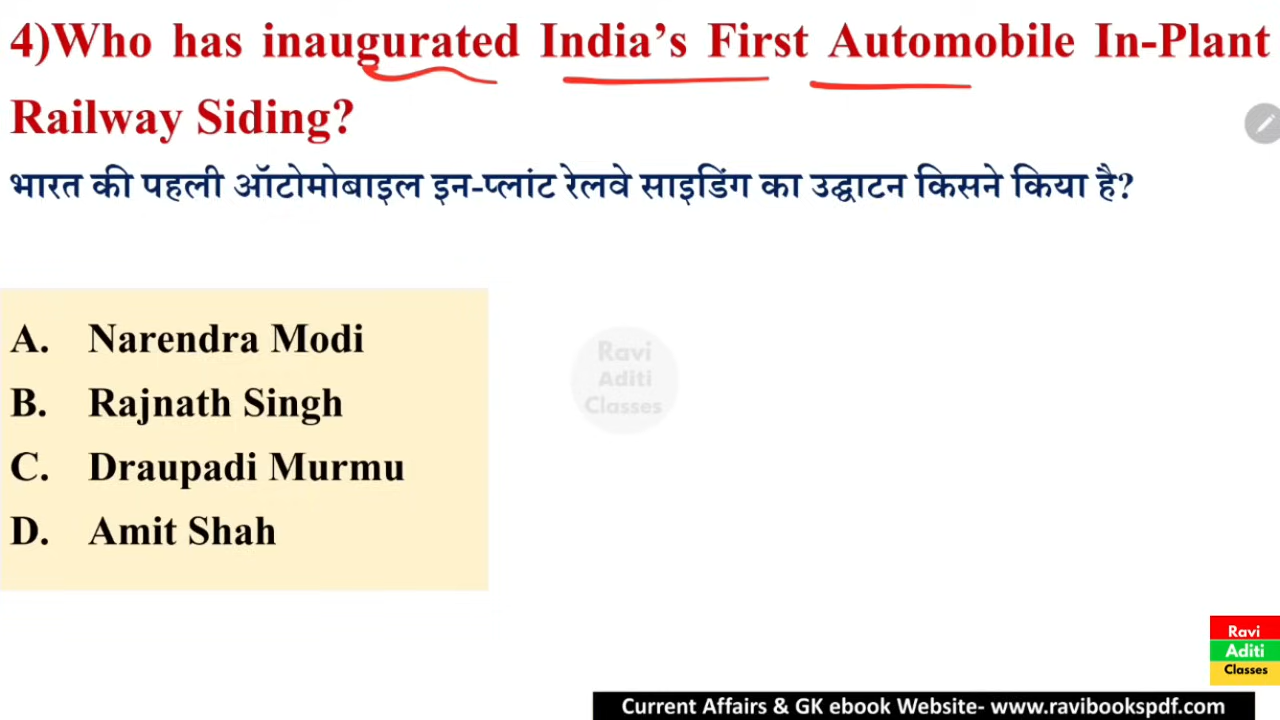 4)Who has inaugurated India’s First Automobile In-Plant
Railway Siding?
भारत की पहली ऑटोमोबाइल इन-प्लांट रेलवे साइडिंग का उद्घाटन किसने किया है?
A. Narendra Modi
B. Rajnath Singh
C. Draupadi Murmu
D. Amit Shah
Ravi
Aditi
Classes
Ravi
Aditi
Classes
Current Affairs & GK ebook Website- www.ravibookspdf.com